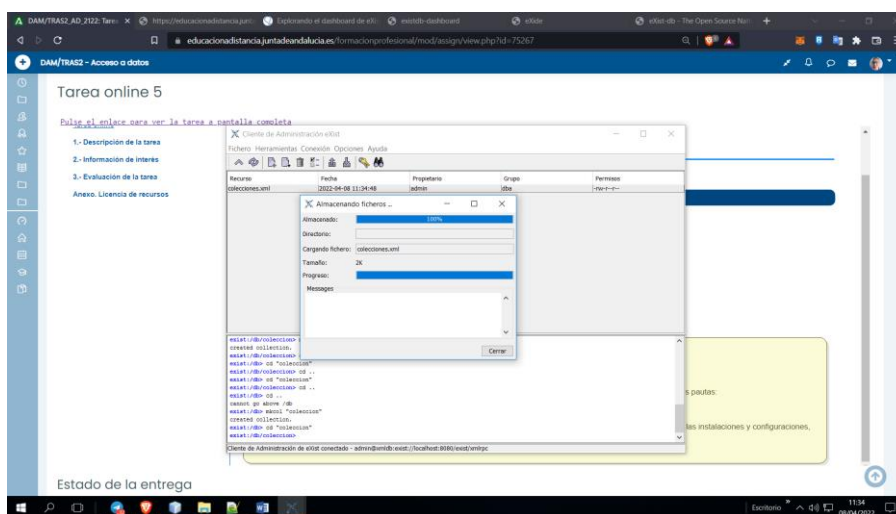 DAM/TRAS2_AD_2122: Tare
https://educacionadistancia.junta
Explorando el dashboard de eXi
existdb-dashboard
eXide
eXist-db - The Open Source Nat
educacionadistancia.juntadeandalucia.es/formacionprofesional/mod/assign/view.php?id=75267
DAM/TRAS2 - Acceso a datos
Tarea online 5
Pulse el enlace para ver la tarea a pantalla completa
1.- Descripción de la tarea
2.- Información de interés
3.- Evaluación de la tarea
Anexo. Licencia de recursos
Cliente de Administración eXist
Fichero Herramientas Conexión Opciones Ayuda
Recurso Fecha Propietario Grupo Permisos
colecciones.xml 2022-04-08 11:34:48 admin dba -rw-r--r--
Almacenando ficheros ..
Almacenado: 100%
Directorio:
Cargando fichero: colecciones.xml
Tamaño: 2K
Progreso:
Messages
Cerrar
exist:/db/coleccion>
created collection.
exist:/db/coleccion>
exist:/db> cd "coleccion"
exist:/db/coleccion> cd ..
exist:/db> cd "coleccion"
exist:/db/coleccion> cd ..
exist:/db> cd ..
cannot go above /db
exist:/db> mkcol "coleccion"
created collection.
exist:/db> cd "coleccion"
exist:/db/coleccion>
Cliente de Administración de eXist conectado - admin@xmldb:exist://localhost:8080/exist/xmlrpc
s pautas:
las instalaciones y configuraciones,
Estado de la entrega
Escritorio
11:34
08/04/2022